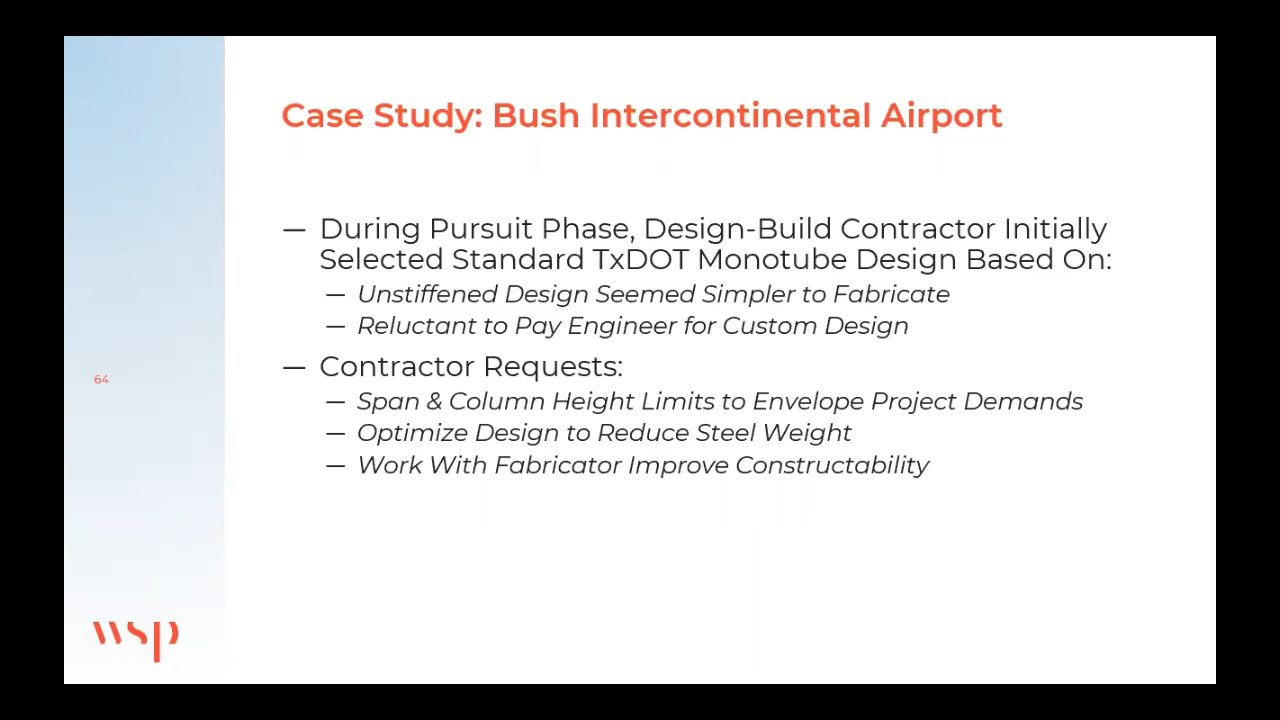 Case Study: Bush Intercontinental Airport
— During Pursuit Phase, Design-Build Contractor Initially
Selected Standard TxDOT Monotube Design Based On:
— Unstiffened Design Seemed Simpler to Fabricate
— Reluctant to Pay Engineer for Custom Design
— Contractor Requests:
— Span & Column Height Limits to Envelope Project Demands
— Optimize Design to Reduce Steel Weight
— Work With Fabricator Improve Constructability
64
wsp